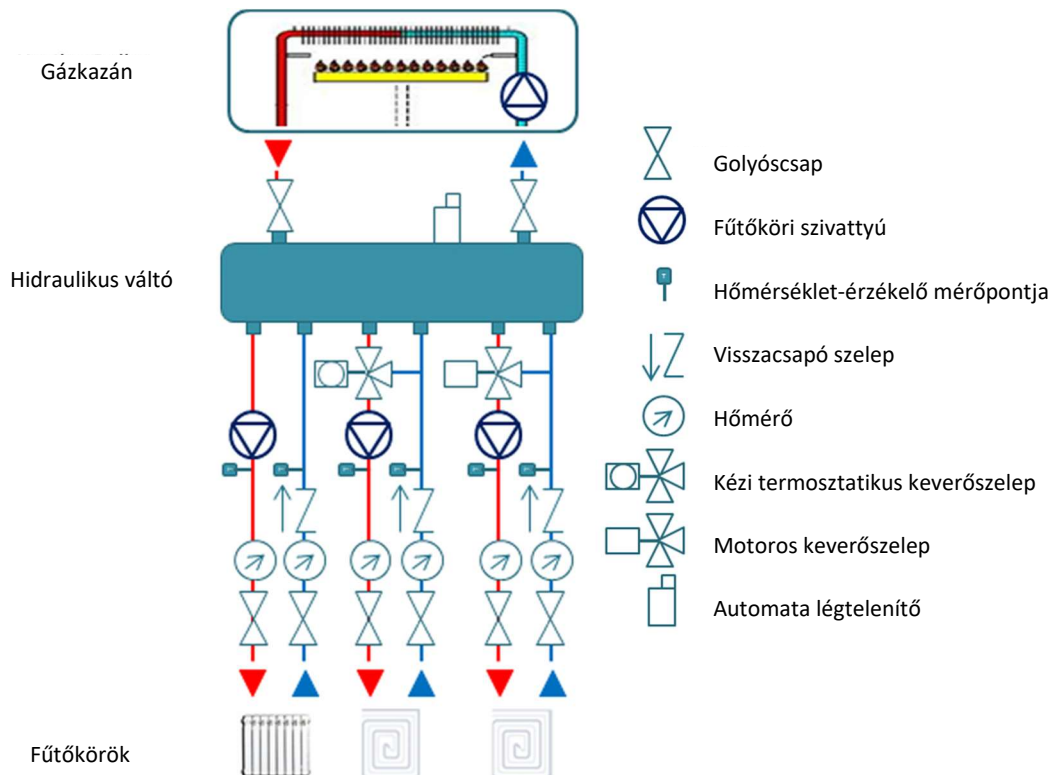 Gázkazán
Hidraulikus váltó
Fűtőkörök
Golyóscsap
Fűtőköri szivattyú
Hőmérséklet-érzékelő mérőpontja
Visszacsapó szelep
Hőmérő
Kézi termosztatikus keverőszelep
Motoros keverőszelep
Automata légtelenítő